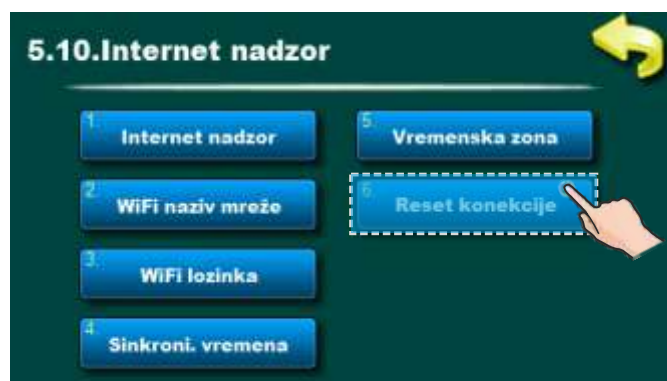 5.10.Internet nadzor
1. Internet nadzor
2. WiFi naziv mreže
3. WiFi lozinka
4. Sinkroni. vremena
5. Vremenska zona
6. Reset konekcije